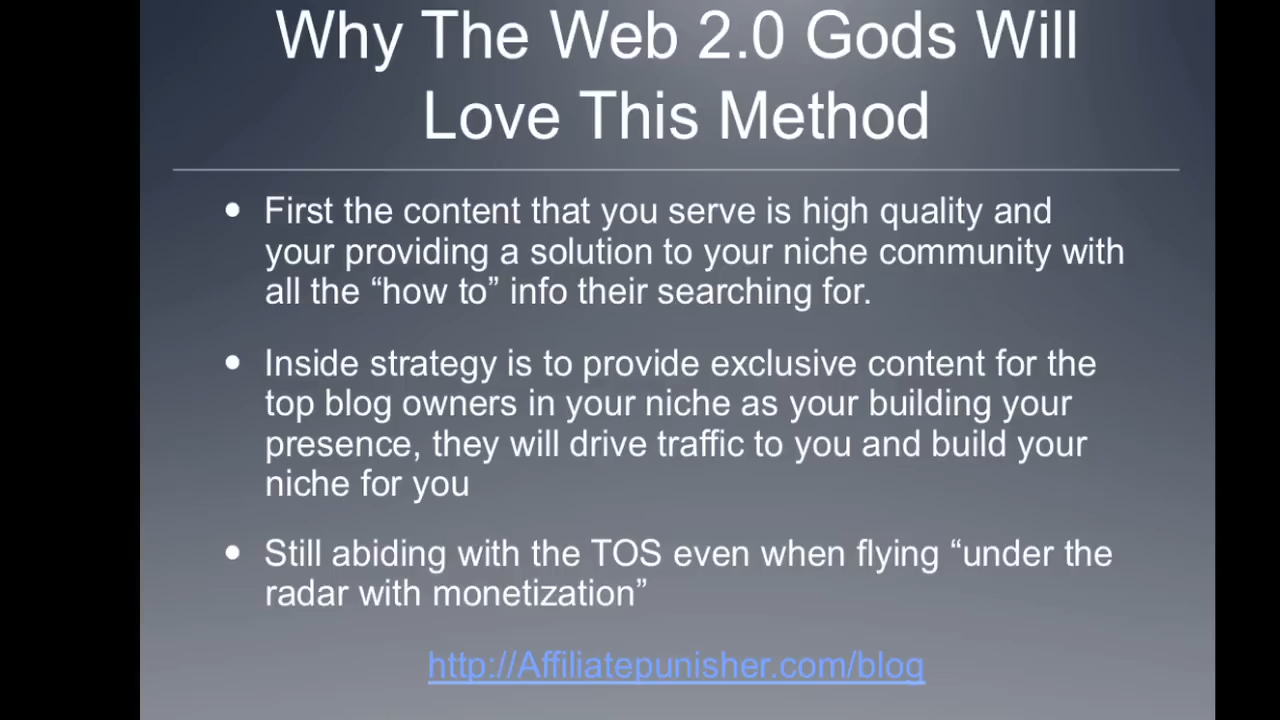 Why The Web 2.0 Gods Will
Love This Method
• First the content that you serve is high quality and
your providing a solution to your niche community with
all the “how to” info their searching for.
• Inside strategy is to provide exclusive content for the
top blog owners in your niche as your building your
presence, they will drive traffic to you and build your
niche for you
• Still abiding with the TOS even when flying “under the
radar with monetization”
http://Affiliatepunisher.com/blog